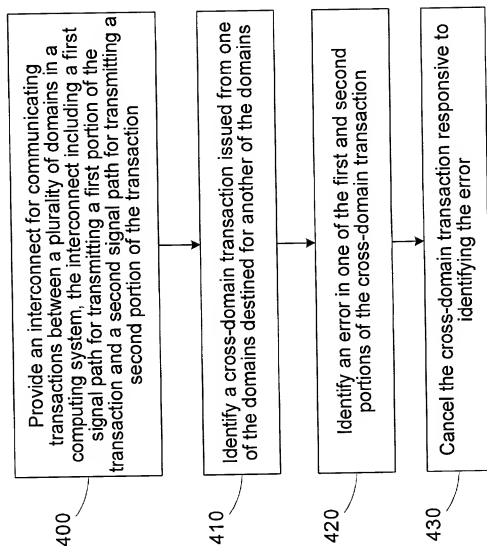 Provide an interconnect for communicating
transactions between a plurality of domains in a
computing system, the interconnect including a first
signal path for transmitting a first portion of the
transaction and a second signal path for transmitting a
second portion of the transaction
400
Identify a cross-domain transaction issued from one
of the domains destined for another of the domains
410
Identify an error in one of the first and second
portions of the cross-domain transaction
420
Cancel the cross-domain transaction responsive to
identifying the error
430